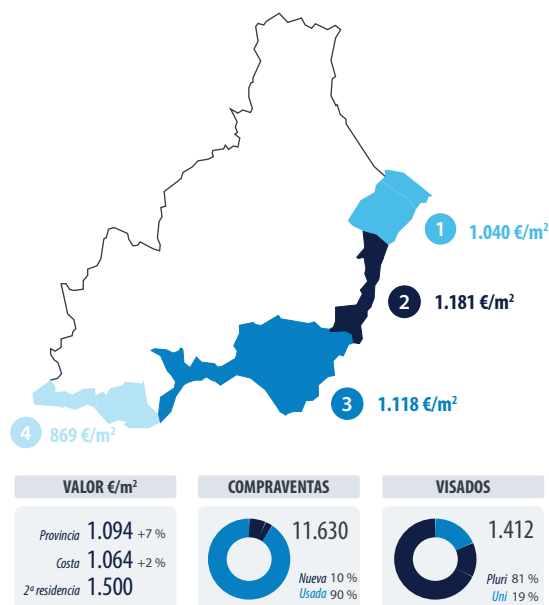 1 1.040 €/m²
2 1.181 €/m²
3 1.118 €/m²
4 869 €/m²
VALOR €/m²
Provincia 1.094 +7 %
Costa 1.064 +2 %
2ª residencia 1.500
COMPRAVENTAS
11.630
Nueva 10 %
Usada 90 %
VISADOS
1.412
Pluri 81 %
Uni 19 %